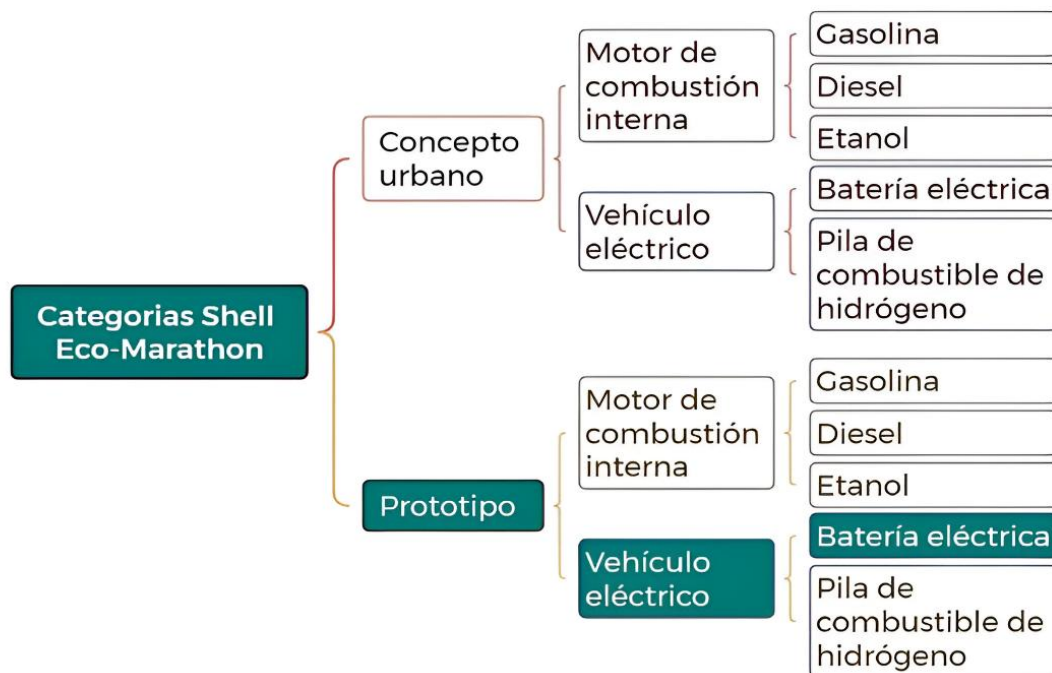 Categorias Shell
Eco-Marathon
Concepto
urbano
Motor de
combustión
interna
Gasolina
Diesel
Etanol
Vehículo
eléctrico
Batería eléctrica
Pila de
combustible de
hidrógeno
Prototipo
Motor de
combustión
interna
Gasolina
Diesel
Etanol
Vehículo
eléctrico
Batería eléctrica
Pila de
combustible de
hidrógeno